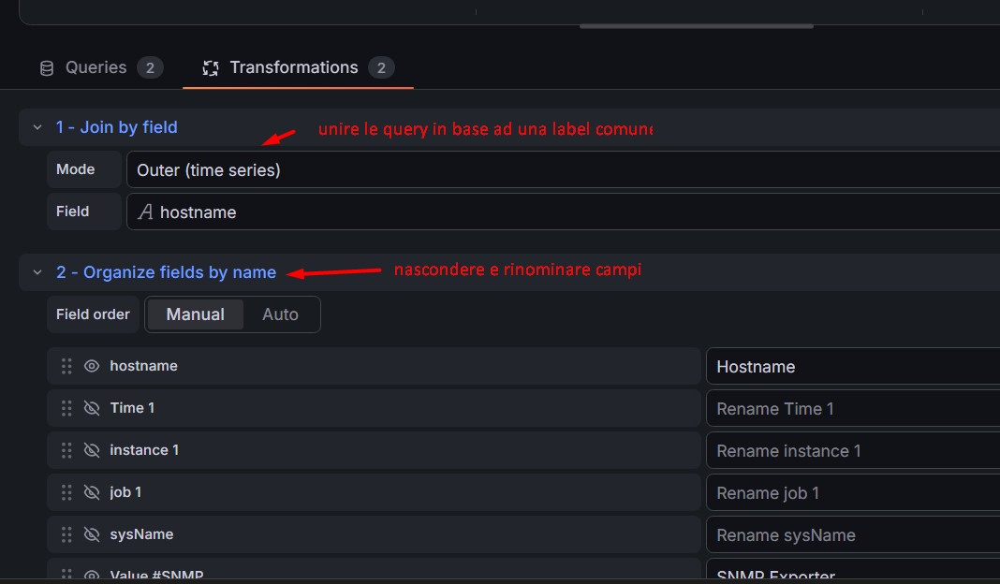 Queries 2 Transformations 2
1 - Join by field unire le query in base ad una label comune
Mode Outer (time series)
Field A hostname
2 - Organize fields by name nascondere e rinominare campi
Field order Manual Auto
hostname Hostname
Time 1 Rename Time 1
instance 1 Rename instance 1
job 1 Rename job 1
sysName Rename sysName
Value #SNMP SNMP Exporter